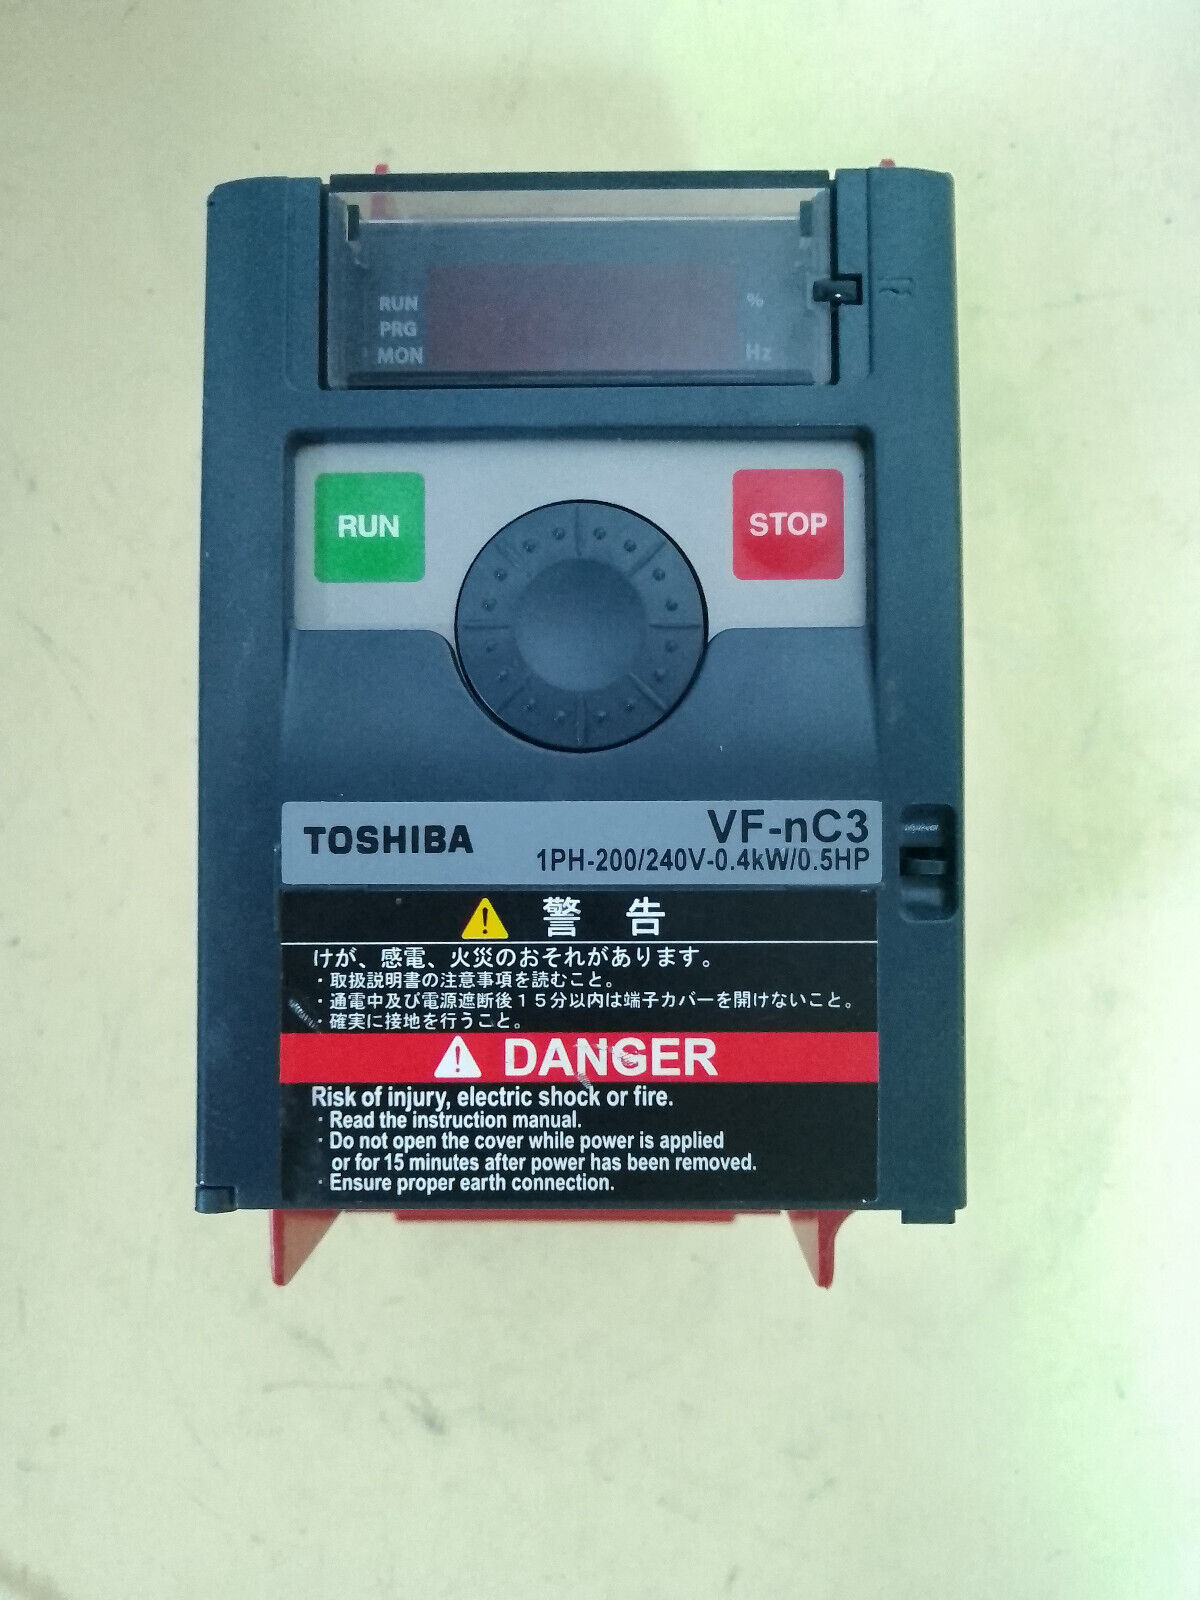 RUN
%
PRG
MON
Hz
RUN
STOP
TOSHIBA
VF-nC3
1PH-200/240V-0.4kW/0.5HP
警 告
けが、感電、火災のおそれがあります。
・取扱説明書の注意事項を読むこと。
・通電中及び電源遮断後15分以内は端子カバーを開けないこと。
・確実に接地を行うこと。
DANGER
Risk of injury, electric shock or fire.
・Read the instruction manual.
・Do not open the cover while power is applied
or for 15 minutes after power has been removed.
・Ensure proper earth connection.